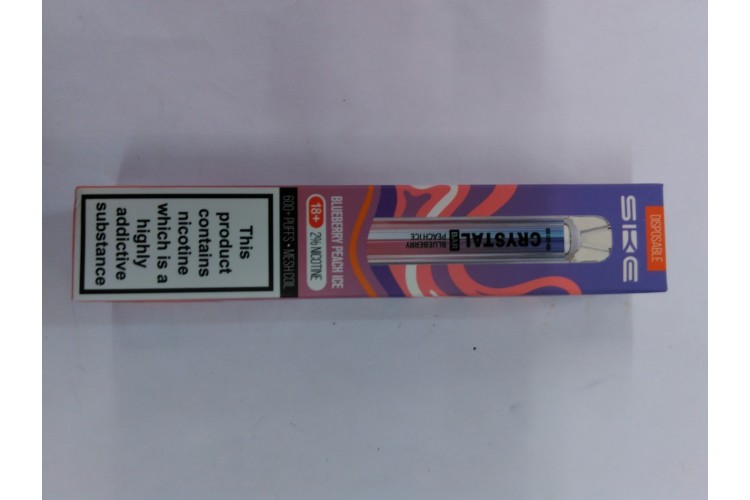 DISPOSABLE
SKE
CRYSTAL
BLUEBERRY
PEACH ICE
BLUEBERRY PEACH ICE
18+ 2% NICOTINE
600+ PUFFS • MESH COIL
This
product
contains
nicotine
which is a
highly
addictive
substance